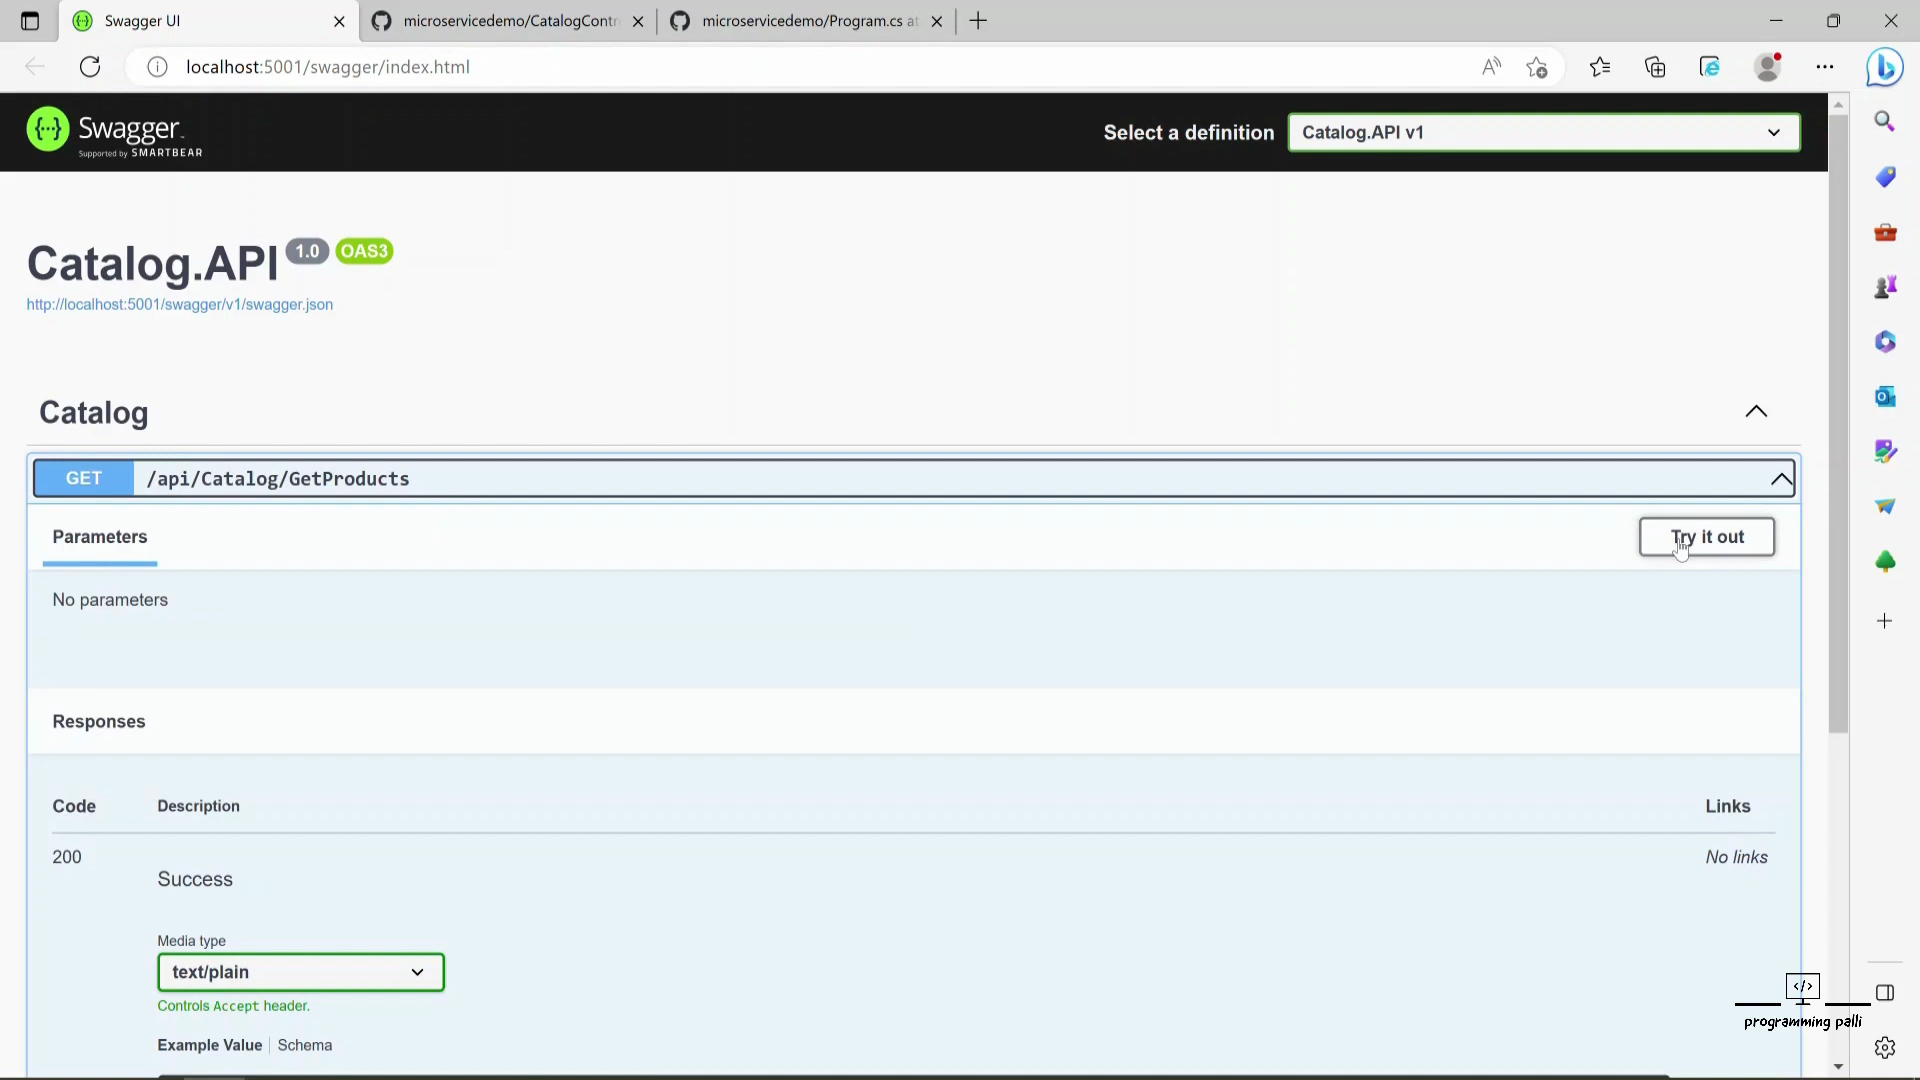 Swagger UI
microservicedemo/CatalogContr
microservicedemo/Program.cs at
localhost:5001/swagger/index.html
Swagger
Supported by SMARTBEAR
Select a definition
Catalog.API v1
Catalog.API 1.0 OAS3
http://localhost:5001/swagger/v1/swagger.json
Catalog
GET /api/Catalog/GetProducts
Parameters
Try it out
No parameters
Responses
Code Description Links
200 No links
Success
Media type
text/plain
Controls Accept header.
Example Value Schema
</>
programming palli